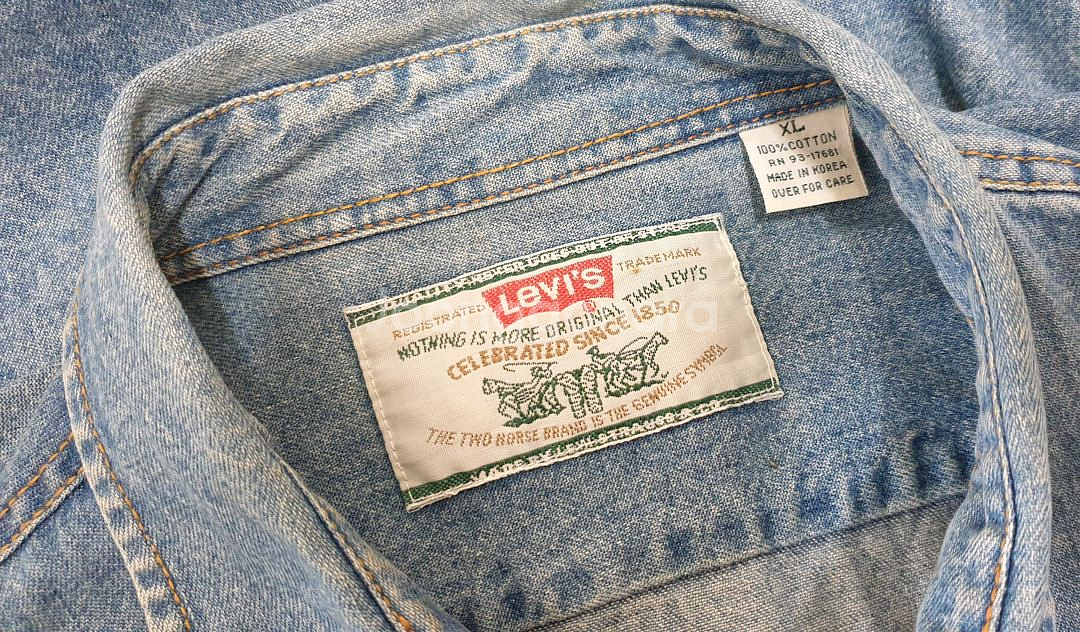 XL
100% COTTON
RN 93-17681
MADE IN KOREA
OVER FOR CARE
LEVI'S
REGISTRATED TRADEMARK
®
NOTHING IS MORE ORIGINAL THAN LEVI'S
CELEBRATED SINCE 1850
THE TWO HORSE BRAND IS THE GENUINE SYMBOL